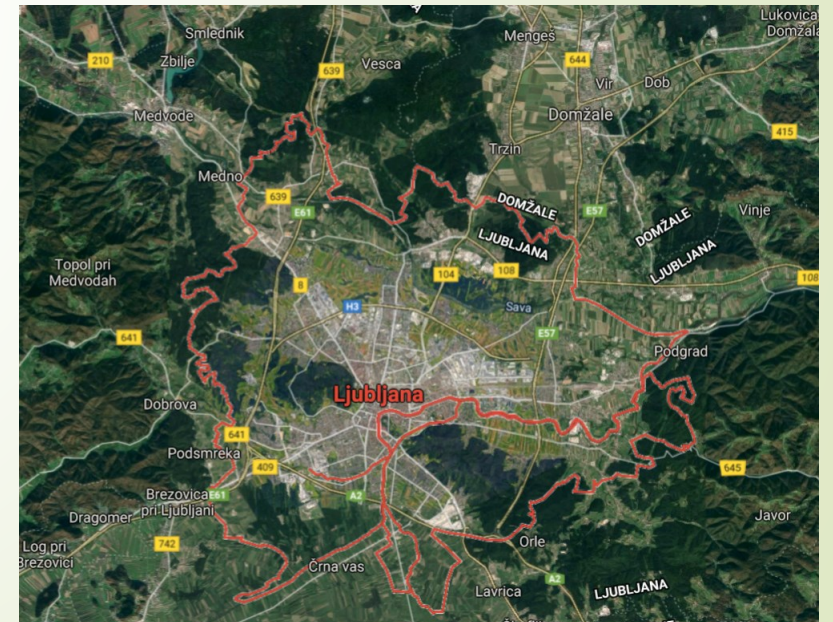 Lukovica
Domžala
Smlednik
Mengeš
210
Zbilje
639
Vesca
644
Vir
Dob
Medvode
Domžale
415
Trzin
Medno
639
E61
DOMŽALE
E57
DOMŽALE
Vinje
LJUBLJANA
LJUBLJANA
Topol pri
Medvodah
104
108
108
8
H3
Sava
641
E57
Podgrad
Ljubljana
Dobrova
641
Podsmreka
409
645
Brezovica
pri Ljubljani
E61
A2
Dragomer
Javor
742
Log pri
Brezovici
Orle
Črna vas
A2
Lavrica
LJUBLJANA